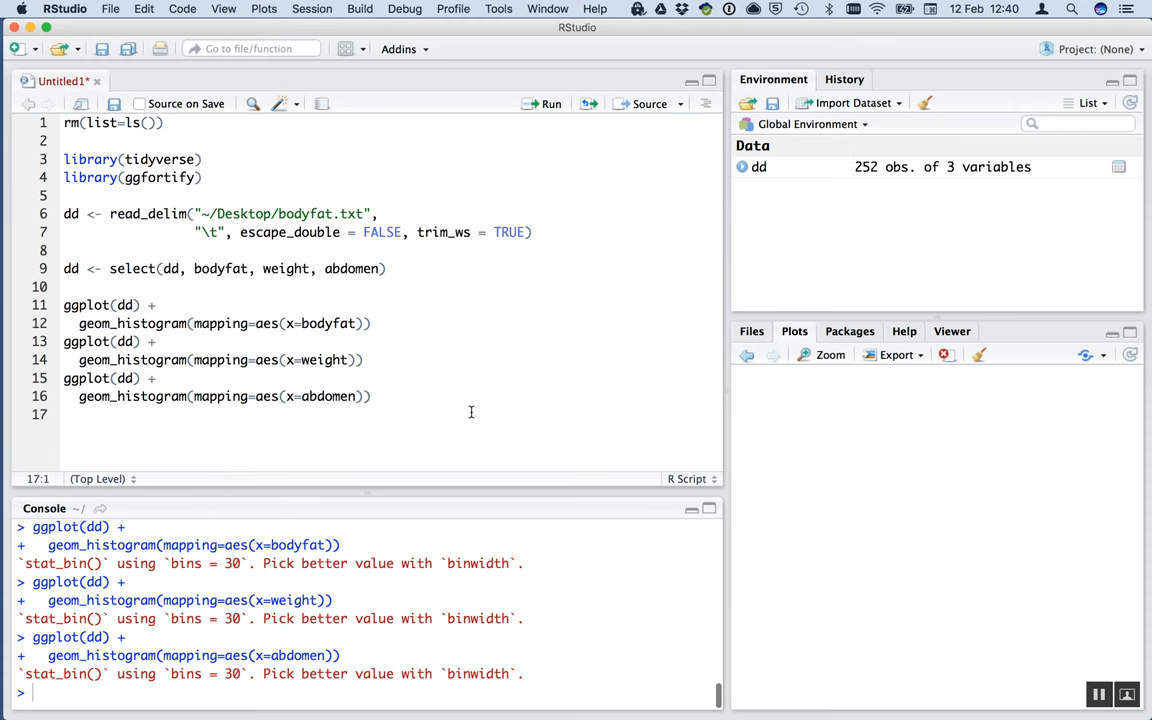 RStudio File Edit Code View Plots Session Build Debug Profile Tools Window Help 12 Feb 12:40
RStudio
Go to file/function Addins Project: (None)
Untitled1*
Source on Save Run Source
1 rm(list=ls())
2
3 library(tidyverse)
4 library(ggfortify)
5
6 dd <- read_delim("~/Desktop/bodyfat.txt",
7 "\t", escape_double = FALSE, trim_ws = TRUE)
8
9 dd <- select(dd, bodyfat, weight, abdomen)
10
11 ggplot(dd) +
12 geom_histogram(mapping=aes(x=bodyfat))
13 ggplot(dd) +
14 geom_histogram(mapping=aes(x=weight))
15 ggplot(dd) +
16 geom_histogram(mapping=aes(x=abdomen))
17
17:1 (Top Level) R Script
Console ~/
> ggplot(dd) +
+ geom_histogram(mapping=aes(x=bodyfat))
`stat_bin()` using `bins = 30`. Pick better value with `binwidth`.
> ggplot(dd) +
+ geom_histogram(mapping=aes(x=weight))
`stat_bin()` using `bins = 30`. Pick better value with `binwidth`.
> ggplot(dd) +
+ geom_histogram(mapping=aes(x=abdomen))
`stat_bin()` using `bins = 30`. Pick better value with `binwidth`.
>
Environment History
Import Dataset List
Global Environment
Data
dd 252 obs. of 3 variables
Files Plots Packages Help Viewer
Zoom Export